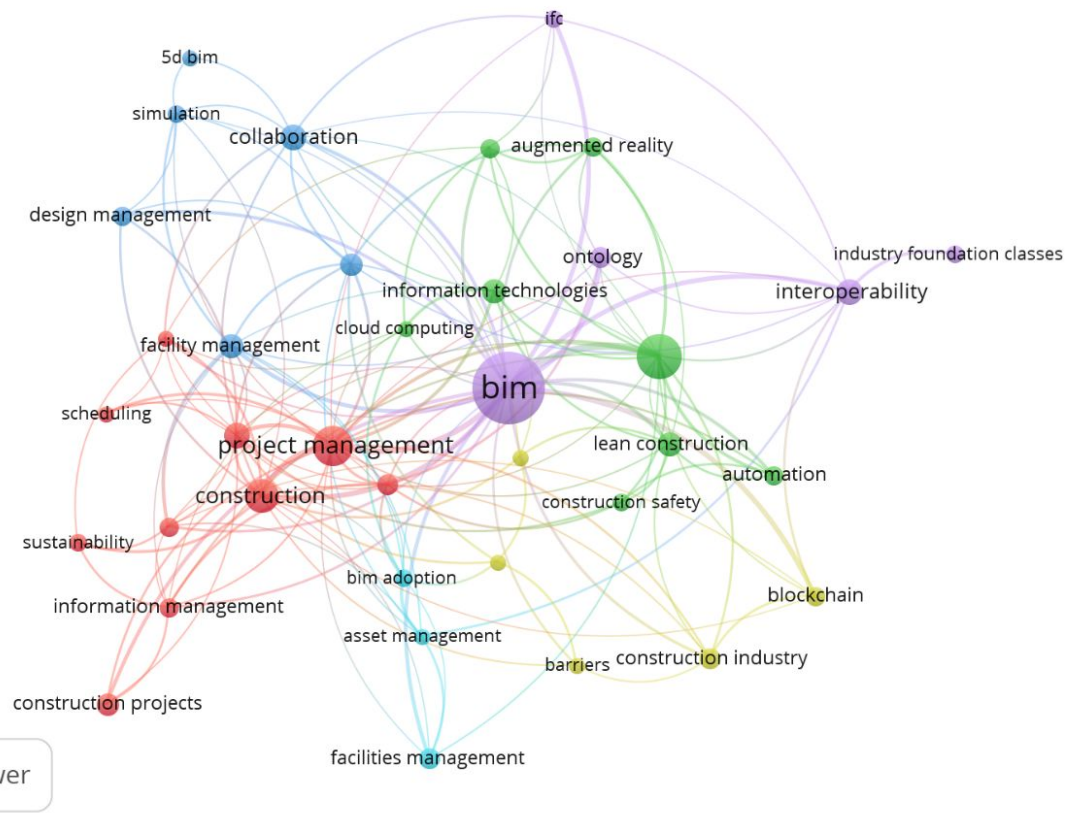 ifc
5d bim
simulation
collaboration
augmented reality
design management
ontology
industry foundation classes
information technologies
interoperability
cloud computing
facility management
bim
scheduling
project management
lean construction
automation
construction
construction safety
sustainability
bim adoption
blockchain
information management
asset management
barriers
construction industry
construction projects
facilities management